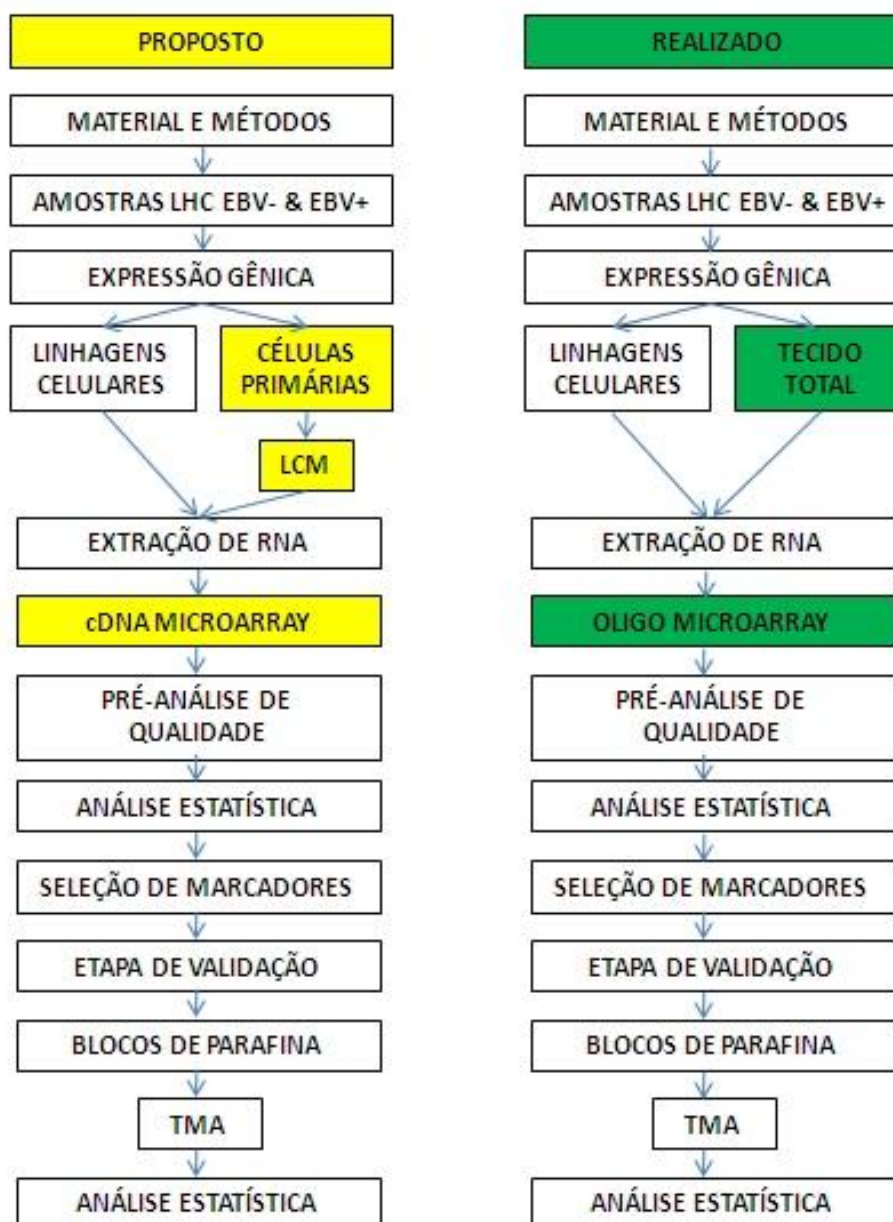 PROPOSTO
MATERIAL E MÉTODOS
AMOSTRAS LHC EBV- & EBV+
EXPRESSÃO GÊNICA
LINHAGENS
CELULARES
CÉLULAS
PRIMÁRIAS
LCM
EXTRAÇÃO DE RNA
cDNA MICROARRAY
PRÉ-ANÁLISE DE
QUALIDADE
ANÁLISE ESTATÍSTICA
SELEÇÃO DE MARCADORES
ETAPA DE VALIDAÇÃO
BLOCOS DE PARAFINA
TMA
ANÁLISE ESTATÍSTICA
REALIZADO
MATERIAL E MÉTODOS
AMOSTRAS LHC EBV- & EBV+
EXPRESSÃO GÊNICA
LINHAGENS
CELULARES
TECIDO
TOTAL
EXTRAÇÃO DE RNA
OLIGO MICROARRAY
PRÉ-ANÁLISE DE
QUALIDADE
ANÁLISE ESTATÍSTICA
SELEÇÃO DE MARCADORES
ETAPA DE VALIDAÇÃO
BLOCOS DE PARAFINA
TMA
ANÁLISE ESTATÍSTICA